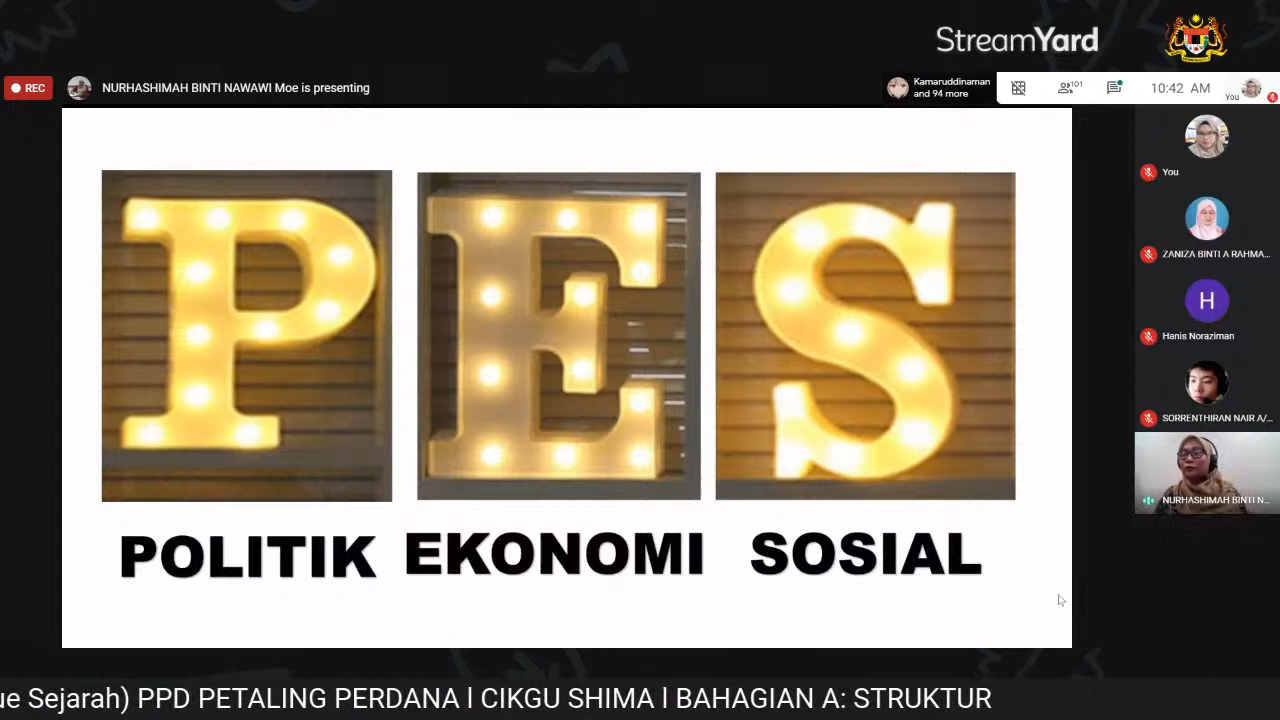 StreamYard
REC
NURHASHIMAH BINTI NAWAWI Moe is presenting
Kamaruddinaman
and 94 more
101
10:42 AM
You
You
ZANIZA BINTI A RAHMA...
H
Hanis Noraziman
SORRENTHIRAN NAIR A/...
NURHASHIMAH BINTI N...
P E S
POLITIK EKONOMI SOSIAL
ue Sejarah) PPD PETALING PERDANA l CIKGU SHIMA l BAHAGIAN A: STRUKTUR